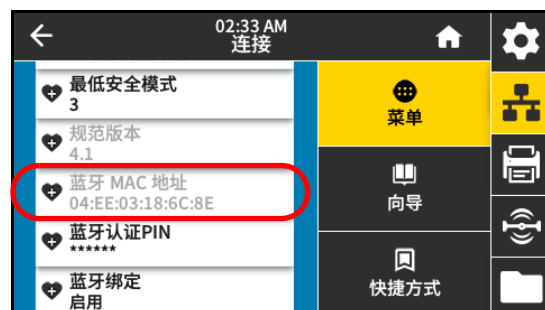 02:33 AM
连接
最低安全模式
3
规范版本
4.1
蓝牙 MAC 地址
04:EE:03:18:6C:8E
蓝牙认证PIN
******
蓝牙绑定
启用
菜单
向导
快捷方式